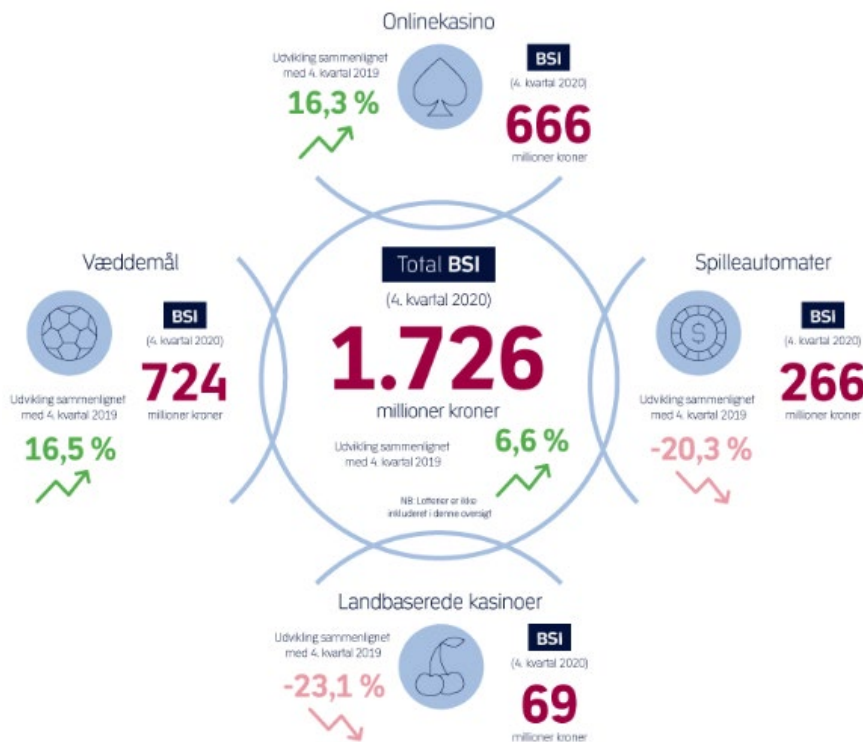 Onlinekasino
Udvikling sammenlignet
med 4. kvartal 2019
16,3 %
BSI
(4. kvartal 2020)
666
millioner kroner
Væddemål
BSI
(4. kvartal 2020)
724
millioner kroner
Udvikling sammenlignet
med 4. kvartal 2019
16,5 %
Total BSI
(4. kvartal 2020)
1.726
millioner kroner
Udvikling sammenlignet
med 4. kvartal 2019
6,6 %
NB: Lotterier er ikke
inkluderet i denne oversigt
Spilleautomater
$
BSI
(4. kvartal 2020)
266
millioner kroner
Udvikling sammenlignet
med 4. kvartal 2019
-20,3 %
Landbaserede kasinoer
Udvikling sammenlignet
med 4. kvartal 2019
-23,1 %
BSI
(4. kvartal 2020)
69
millioner kroner